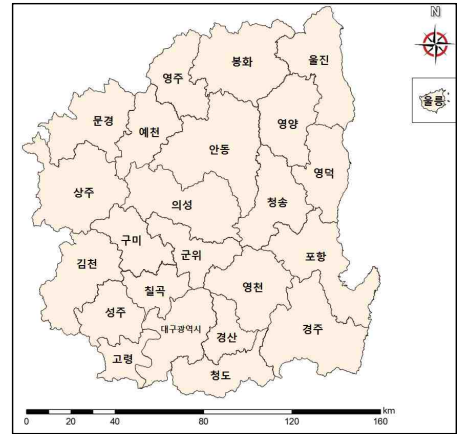 N
봉화
울진
영주
울릉
문경
예천
영양
안동
영덕
상주
의성
청송
구미
군위
포항
김천
칠곡
영천
성주
대구광역시
경산
경주
고령
청도
km
0 20 40 80 120 160